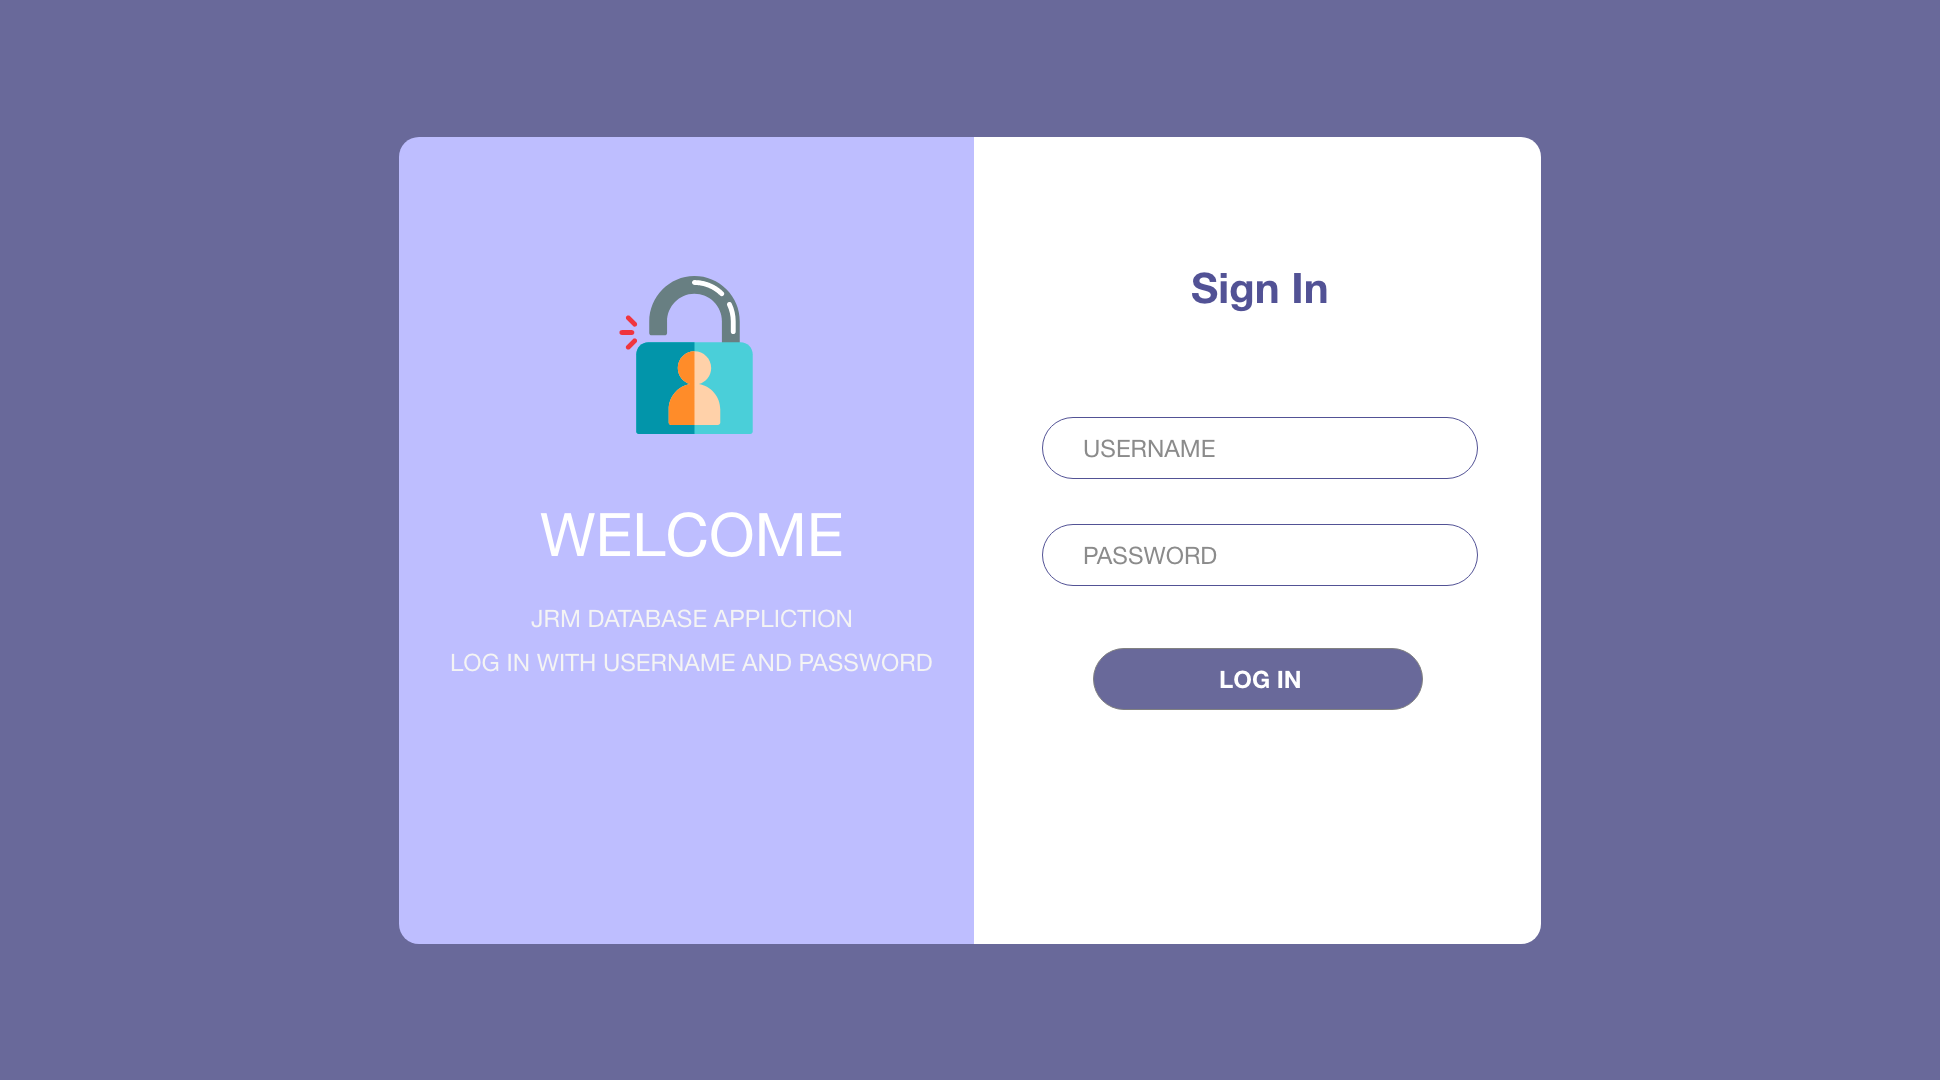 WELCOME
JRM DATABASE APPLICTION
LOG IN WITH USERNAME AND PASSWORD
Sign In
USERNAME
PASSWORD
LOG IN